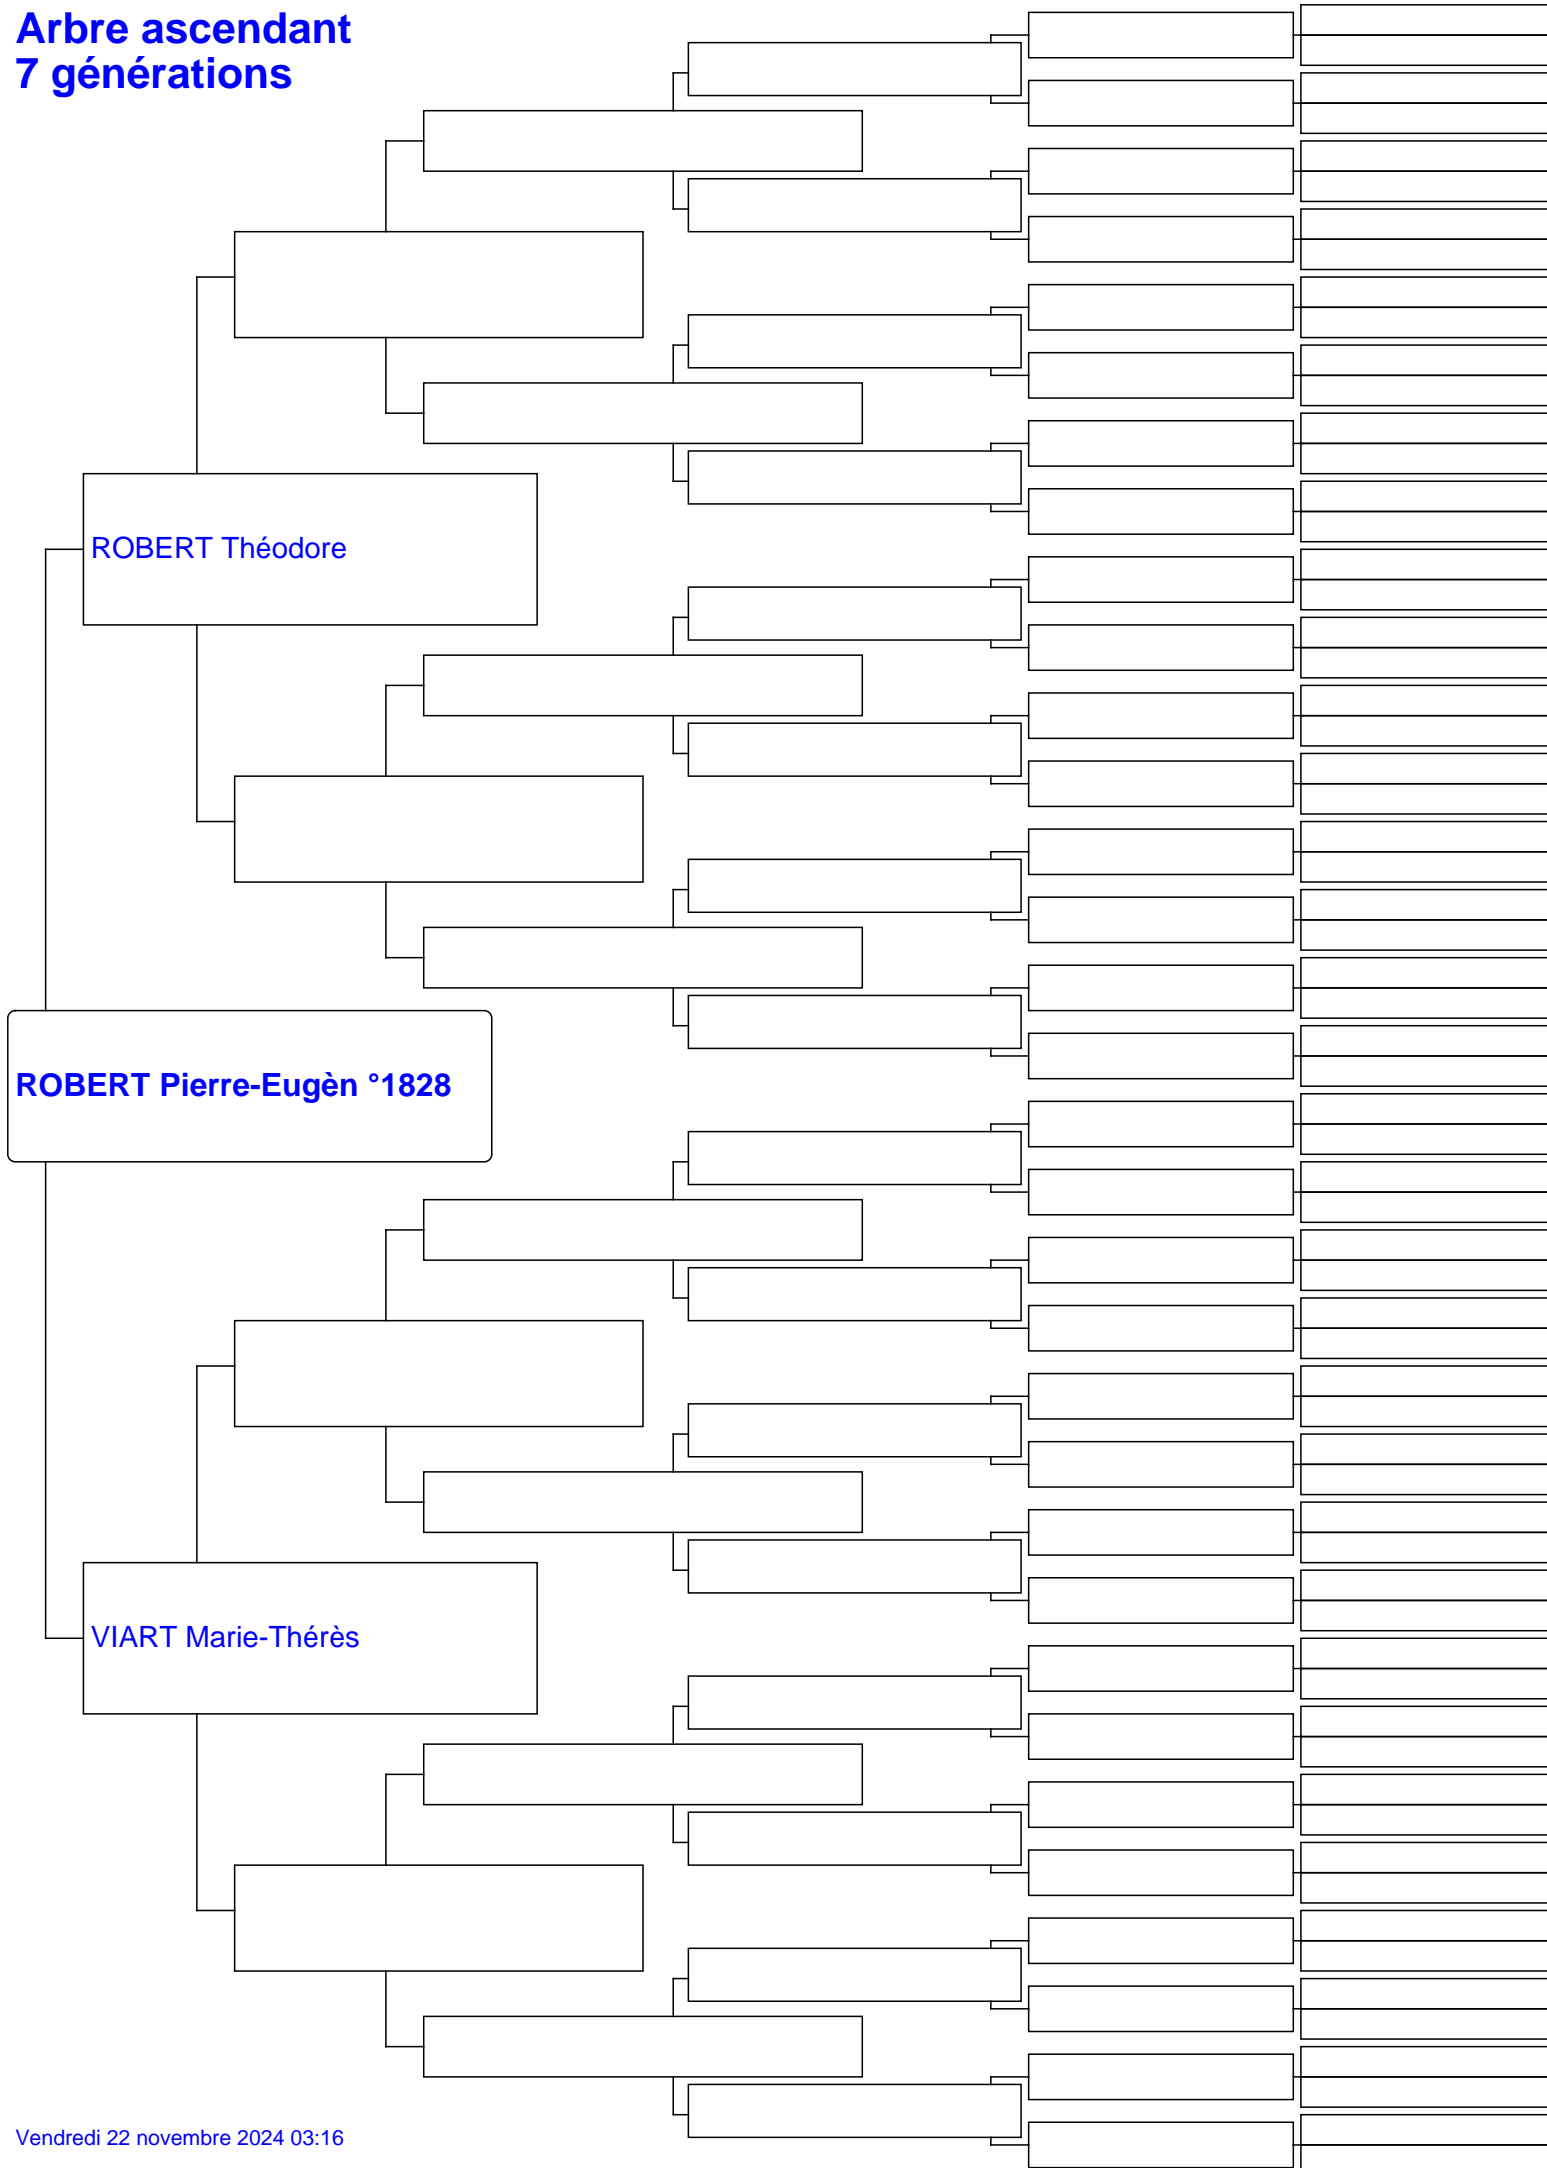 Arbre ascendant
7 générations
ROBERT Théodore
ROBERT Pierre-Eugèn °1828
VIART Marie-Thérès
Vendredi 22 novembre 2024 03:16